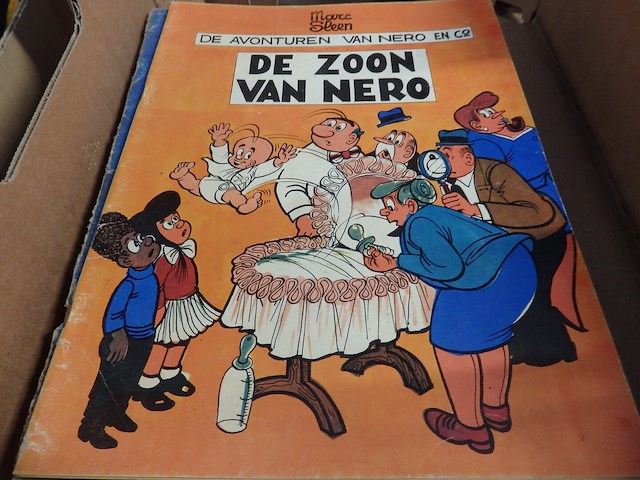 Marc
Sleen
DE AVONTUREN VAN NERO EN Co
DE ZOON
VAN NERO